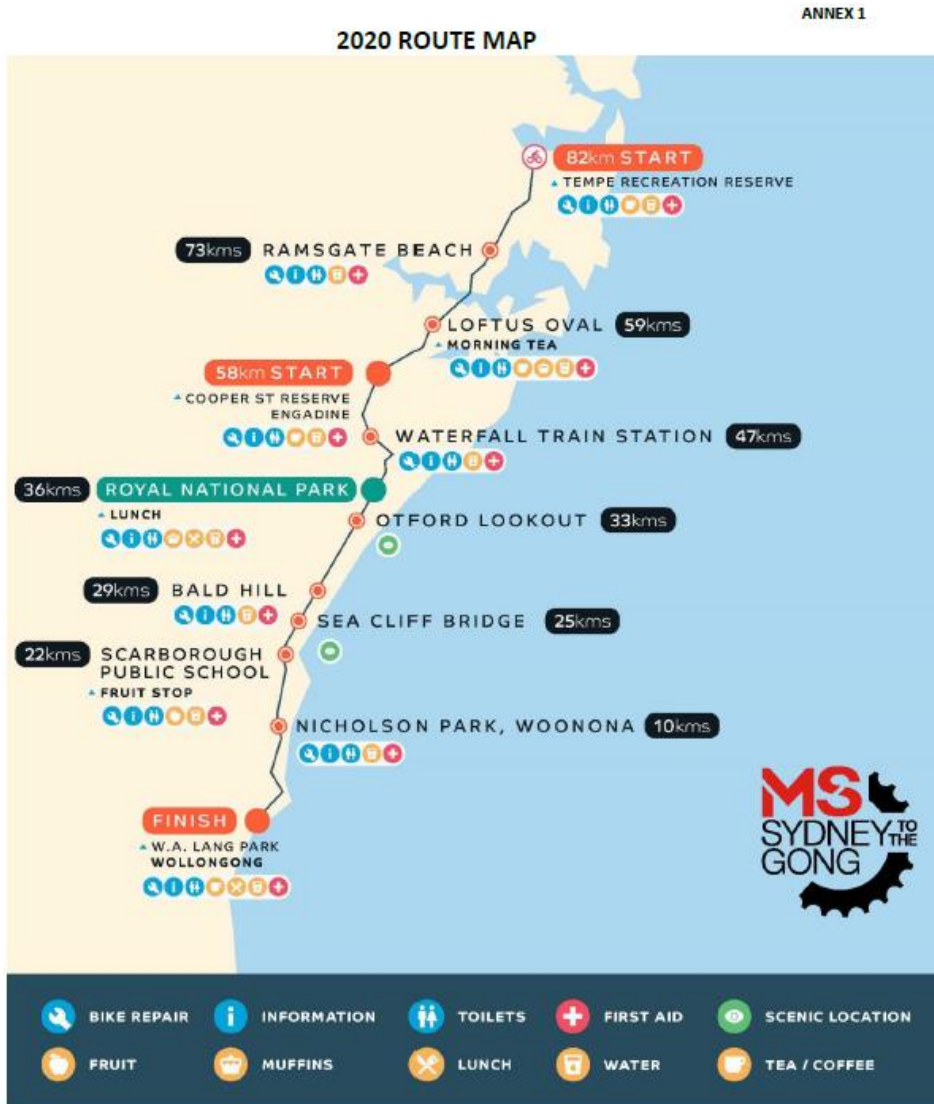 ANNEX 1
2020 ROUTE MAP
82km START
TEMPE RECREATION RESERVE
73kms RAMSGATE BEACH
LOFTUS OVAL 59kms
MORNING TEA
58km START
COOPER ST RESERVE
ENGADINE
WATERFALL TRAIN STATION 47kms
36kms ROYAL NATIONAL PARK
LUNCH
OTFORD LOOKOUT 33kms
29kms BALD HILL
SEA CLIFF BRIDGE 25kms
22kms SCARBOROUGH
PUBLIC SCHOOL
FRUIT STOP
NICHOLSON PARK, WOONONA 10kms
FINISH
W.A. LANG PARK
WOLLONGONG
MS
SYDNEY TO THE
GONG
BIKE REPAIR INFORMATION TOILETS FIRST AID SCENIC LOCATION
FRUIT MUFFINS LUNCH WATER TEA / COFFEE